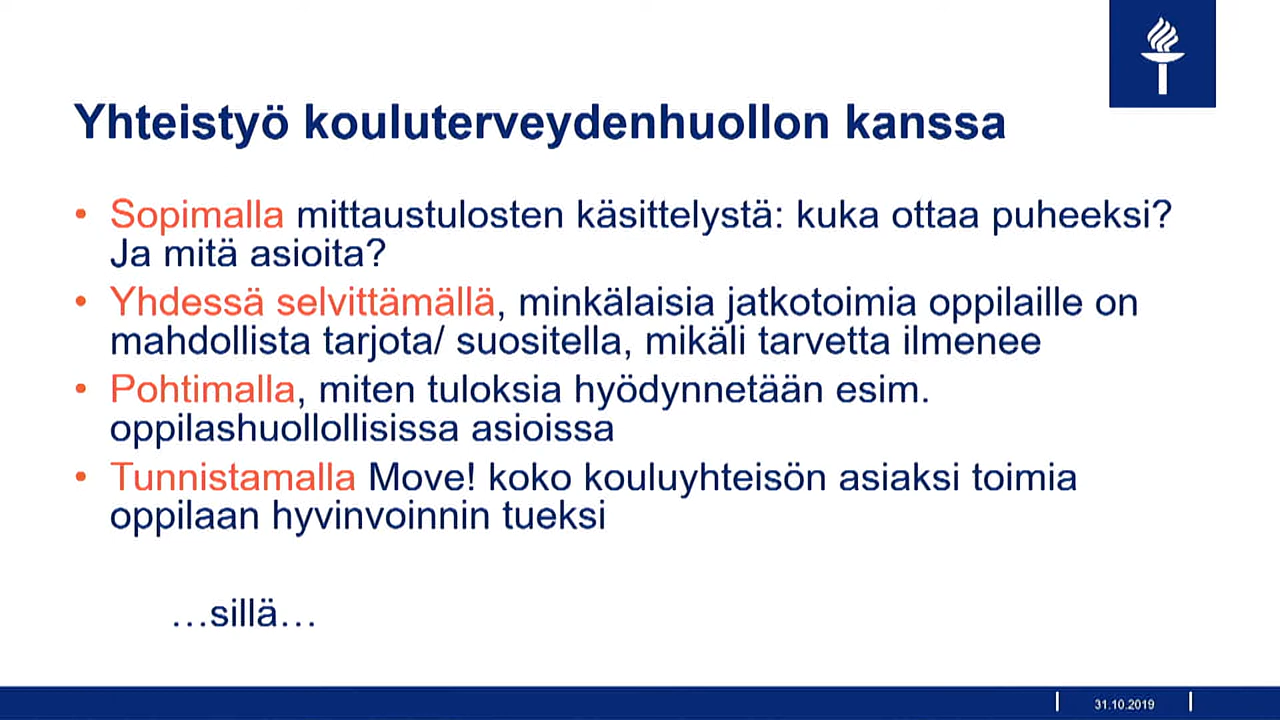 Yhteistyö kouluterveydenhuollon kanssa
• Sopimalla mittaustulosten käsittelystä: kuka ottaa puheeksi?
Ja mitä asioita?
• Yhdessä selvittämällä, minkälaisia jatkotoimia oppilaille on
mahdollista tarjota/ suositella, mikäli tarvetta ilmenee
• Pohtimalla, miten tuloksia hyödynnetään esim.
oppilashuollollisissa asioissa
• Tunnistamalla Move! koko kouluyhteisön asiaksi toimia
oppilaan hyvinvoinnin tueksi
…sillä…
31.10.2019